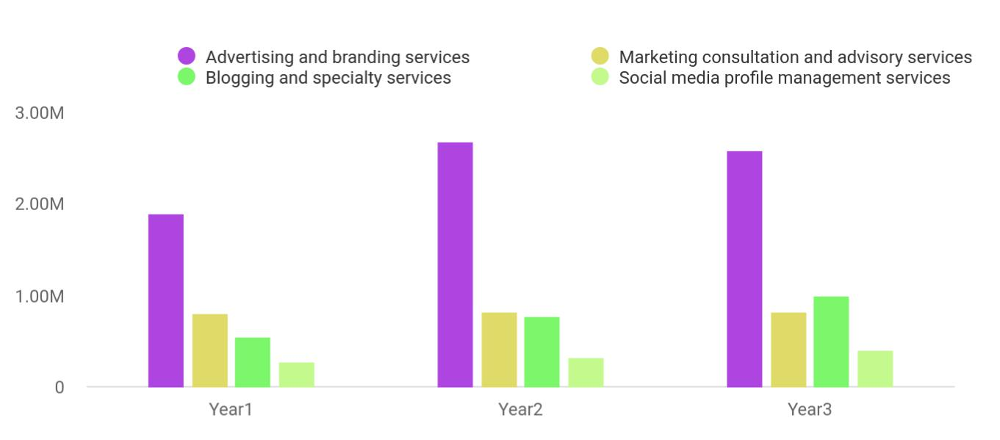 Advertising and branding services
Marketing consultation and advisory services
Blogging and specialty services
Social media profile management services
3.00M
2.00M
1.00M
0
Year1
Year2
Year3